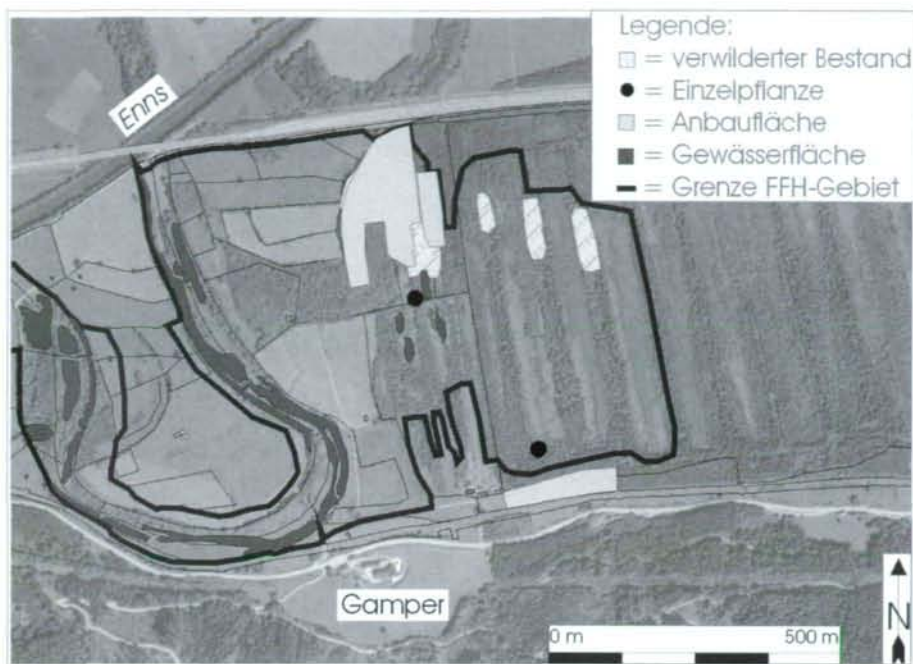 Legende:
= verwilderter Bestand
= Einzelpflanze
= Anbaufläche
= Gewässerfläche
= Grenze FFH-Gebiet
Enns
Gamper
0 m 500 m
N